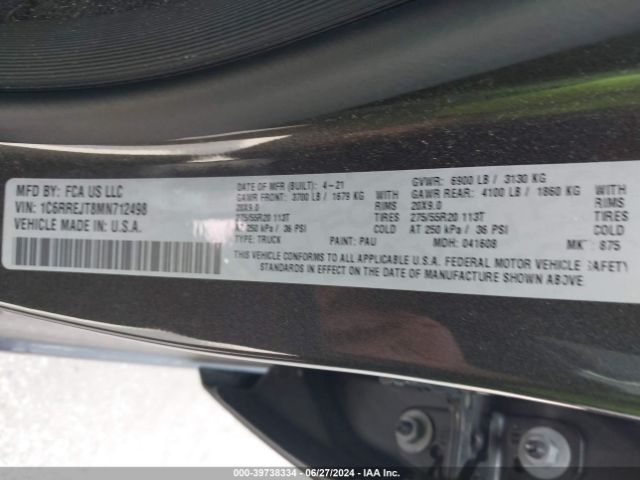 MFD BY: FCA US LLC
VIN: 1C6RREJT8MN712498
VEHICLE MADE IN U.S.A.
DATE OF MFR (BUILT): 4-21
GAWR FRONT: 3700 LB / 1679 KG WITH
20X9.0 RIMS
275/55R20 113T TIRES
AT 250 kPa / 36 PSI COLD
GVWR: 6900 LB / 3130 KG
GAWR REAR: 4100 LB / 1860 KG WITH
20X9.0 RIMS
275/55R20 113T TIRES
AT 250 kPa / 36 PSI COLD
TYPE: TRUCK PAINT: PAU MDH: 041608 MK 875
THIS VEHICLE CONFORMS TO ALL APPLICABLE U.S.A. FEDERAL MOTOR VEHICLE SAFETY
STANDARDS IN EFFECT ON THE DATE OF MANUFACTURE SHOWN ABOVE
000-39738334 - 06/27/2024 - IAA Inc.